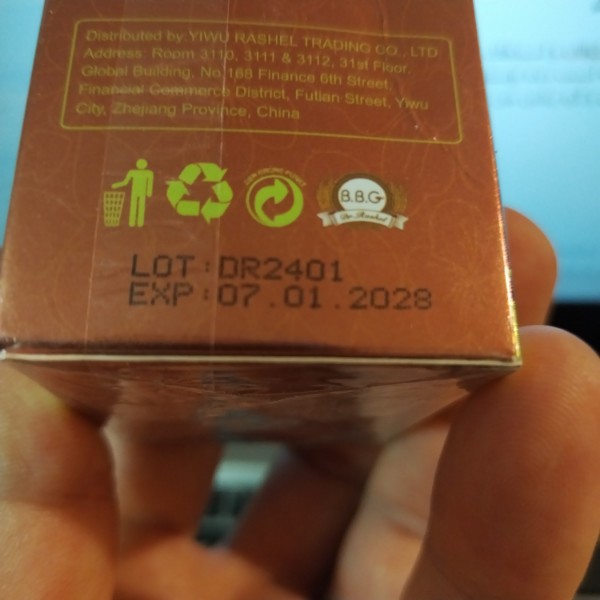 Distributed by:YIWU RASHEL TRADING CO., LTD
Address: Room 3110, 3111 & 3112, 31st Floor,
Global Building, No.168 Finance 6th Street,
Financial Commerce District, Futian Street, Yiwu
City, Zhejiang Province, China
B.B.G
Dr. Rashel
LOT:DR2401
EXP:07.01.2028